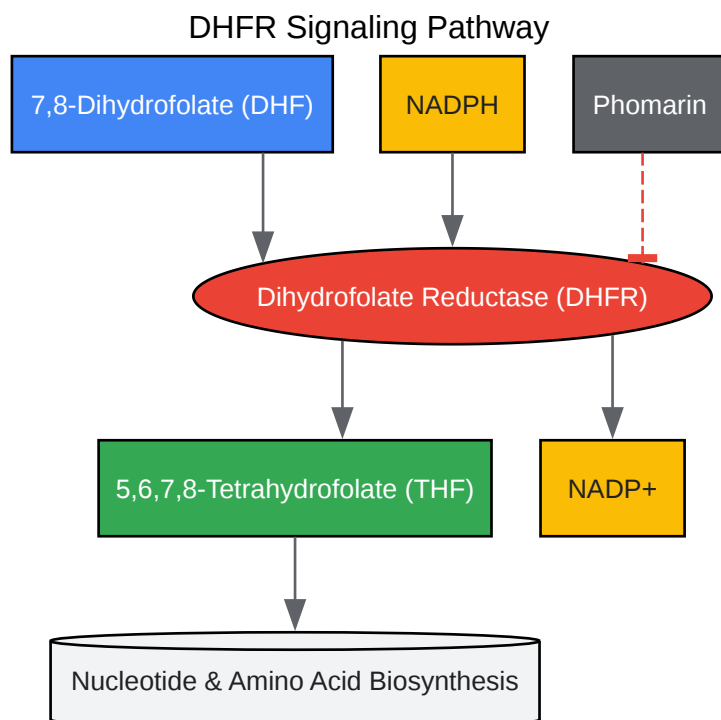 DHFR Signaling Pathway
7,8-Dihydrofolate (DHF)
NADPH
Phomarin
Dihydrofolate Reductase (DHFR)
5,6,7,8-Tetrahydrofolate (THF)
NADP+
Nucleotide & Amino Acid Biosynthesis